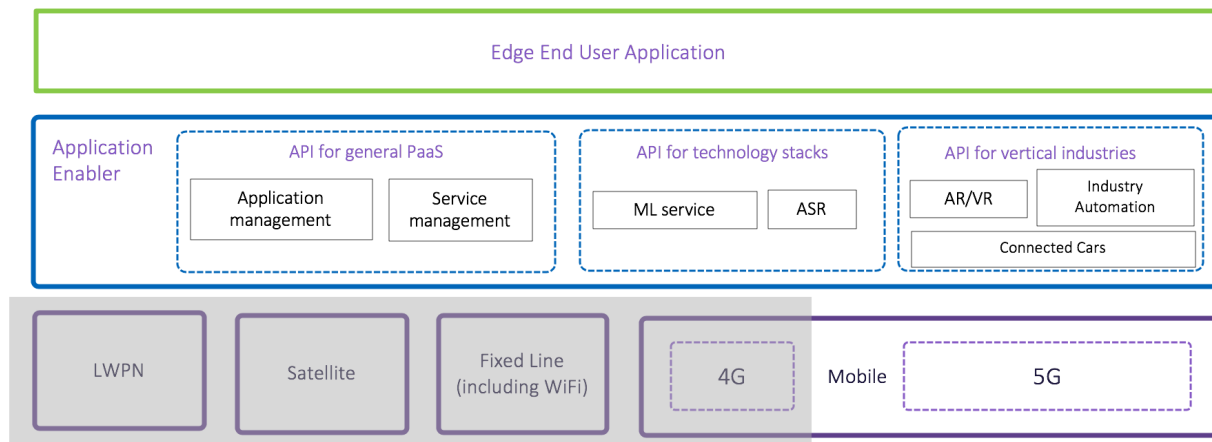 Edge End User Application
Application
Enabler
API for general PaaS
Application
management
Service
management
API for technology stacks
ML service
ASR
API for vertical industries
AR/VR
Industry
Automation
Connected Cars
LWPN
Satellite
Fixed Line
(including WiFi)
4G
Mobile
5G